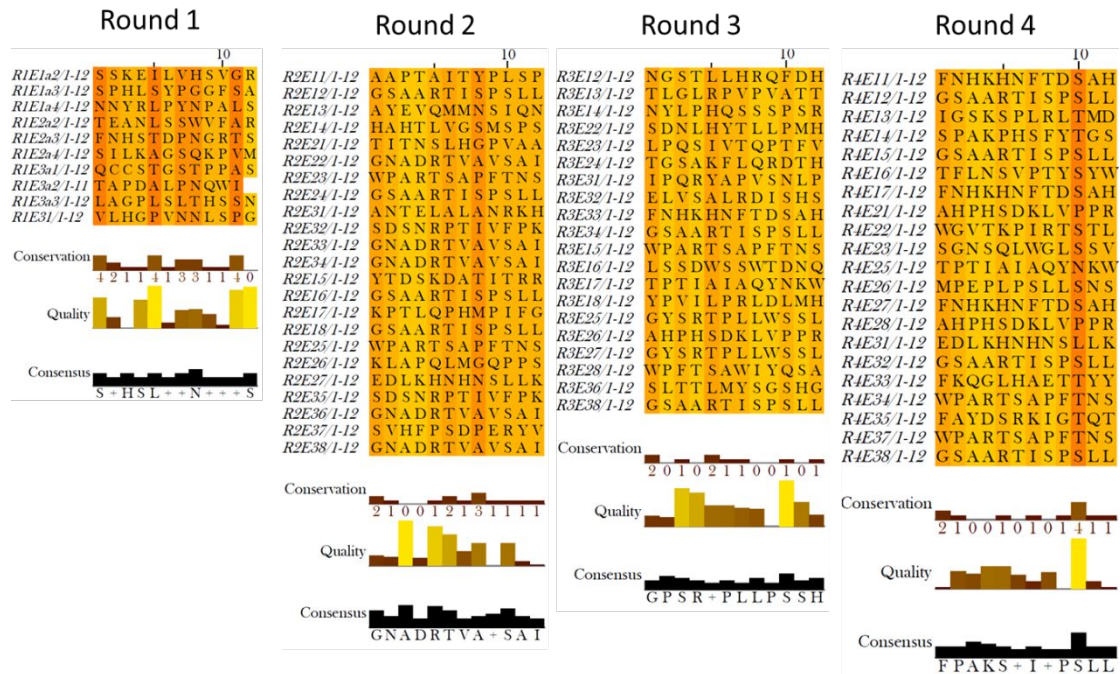 Round 1
10
R1E1a2/1-12 S S K E I L V H S V G R
R1E1a3/1-12 S P H L S Y P G G F S A
R1E1a4/1-12 N N Y R L P Y N P A L S
R1E2a2/1-12 T E A N L S S W V F A R
R1E2a3/1-12 F N H S T D P N G R T S
R1E2a4/1-12 S I L K A G S Q K P V M
R1E3a1/1-12 Q C C S T G S T P P A S
R1E3a2/1-11 T A P D A L P N Q W I
R1E3a3/1-12 L A G P L S L T H S S N
R1E31/1-12 V L H G P V N N L S P G
Conservation
4 2 1 1 4 1 3 3 1 1 4 0
Quality
Consensus
S + H S L + + N + + + S
Round 2
10
R2E11/1-12 A A P T A I T Y P L S P
R2E12/1-12 G S A A R T I S P S L L
R2E13/1-12 A Y E V Q M M N S I Q N
R2E14/1-12 H A H T L V G S M S P S
R2E21/1-12 T I T N S L H G P V A A
R2E22/1-12 G N A D R T V A V S A I
R2E23/1-12 W P A R T S A P F T N S
R2E24/1-12 G S A A R T I S P S L L
R2E31/1-12 A N T E L A L A N R K H
R2E32/1-12 S D S N R P T I V F P K
R2E33/1-12 G N A D R T V A V S A I
R2E34/1-12 G N A D R T V A V S A I
R2E15/1-12 Y T D S K D A T I T R R
R2E16/1-12 G S A A R T I S P S L L
R2E17/1-12 K P T L Q P H M P I F G
R2E18/1-12 G S A A R T I S P S L L
R2E25/1-12 W P A R T S A P F T N S
R2E26/1-12 K L A P Q L M G Q P P S
R2E27/1-12 E D L K H N H N S L L K
R2E35/1-12 S D S N R P T I V F P K
R2E36/1-12 G N A D R T V A V S A I
R2E37/1-12 S V H F P S D P E R Y V
R2E38/1-12 G N A D R T V A V S A I
Conservation
2 1 0 0 1 2 1 3 1 1 1 1
Quality
Consensus
G N A D R T V A + S A I
Round 3
10
R3E12/1-12 N G S T L L H R Q F D H
R3E13/1-12 T L G L R P V P V A T T
R3E14/1-12 N Y L P H Q S S S P S R
R3E22/1-12 S D N L H Y T L L P M H
R3E23/1-12 L P Q S I V T Q P T F V
R3E24/1-12 T G S A K F L Q R D T H
R3E31/1-12 I P Q R Y A P V S N L P
R3E32/1-12 E L V S A L R D I S H S
R3E33/1-12 F N H K H N F T D S A H
R3E34/1-12 G S A A R T I S P S L L
R3E15/1-12 W P A R T S A P F T N S
R3E16/1-12 L S S D W S S W T D N Q
R3E17/1-12 T P T I A I A Q Y N K W
R3E18/1-12 Y P V I L P R L D L M H
R3E25/1-12 G Y S R T P L L W S S L
R3E26/1-12 A H P H S D K L V P P R
R3E27/1-12 G Y S R T P L L W S S L
R3E28/1-12 W P F T S A W I Y Q S A
R3E36/1-12 S L T T L M Y S G S H G
R3E38/1-12 G S A A R T I S P S L L
Conservation
2 0 1 0 2 1 1 0 0 1 0 1
Quality
Consensus
G P S R + P L L P S S H
Round 4
10
R4E11/1-12 F N H K H N F T D S A H
R4E12/1-12 G S A A R T I S P S L L
R4E13/1-12 I G S K S P L R L T M D
R4E14/1-12 S P A K P H S F Y T G S
R4E15/1-12 G S A A R T I S P S L L
R4E16/1-12 T F L N S V P T Y S Y W
R4E17/1-12 F N H K H N F T D S A H
R4E21/1-12 A H P H S D K L V P P R
R4E22/1-12 W G V T K P I R T S T L
R4E23/1-12 S G N S Q L W G L S S V
R4E25/1-12 T P T I A I A Q Y N K W
R4E26/1-12 M P E P L P S L L S N S
R4E27/1-12 F N H K H N F T D S A H
R4E28/1-12 A H P H S D K L V P P R
R4E31/1-12 E D L K H N H N S L L K
R4E32/1-12 G S A A R T I S P S L L
R4E33/1-12 F K Q G L H A E T T Y Y
R4E34/1-12 W P A R T S A P F T N S
R4E35/1-12 F A Y D S R K I G T Q T
R4E37/1-12 W P A R T S A P F T N S
R4E38/1-12 G S A A R T I S P S L L
Conservation
2 1 0 0 1 0 1 0 1 4 1 1
Quality
Consensus
F P A K S + I + P S L L